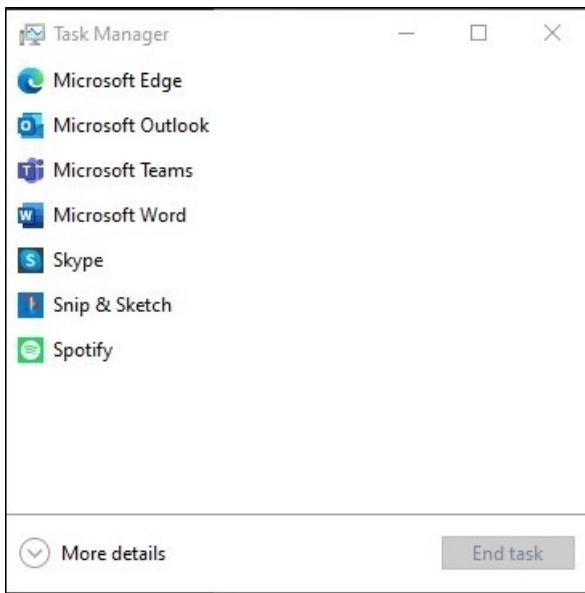 Task Manager
Microsoft Edge
Microsoft Outlook
Microsoft Teams
Microsoft Word
Skype
Snip & Sketch
Spotify
More details
End task